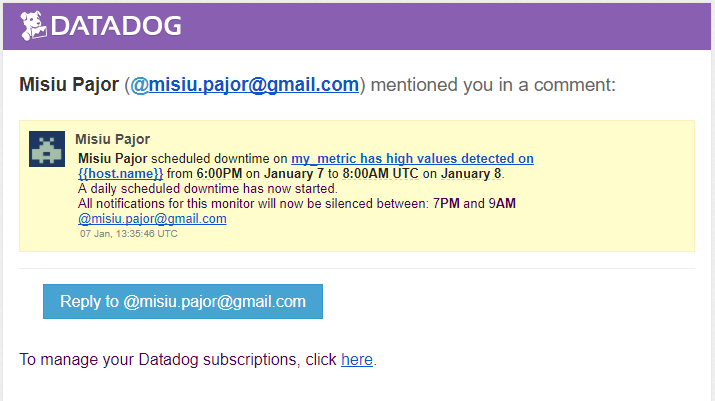 DATADOG
Misiu Pajor (@misiu.pajor@gmail.com) mentioned you in a comment:
Misiu Pajor
Misiu Pajor scheduled downtime on my_metric has high values detected on
{{host.name}} from 6:00PM on January 7 to 8:00AM UTC on January 8.
A daily scheduled downtime has now started.
All notifications for this monitor will now be silenced between: 7PM and 9AM
@misiu.pajor@gmail.com
07 Jan, 13:35:46 UTC
Reply to @misiu.pajor@gmail.com
To manage your Datadog subscriptions, click here.